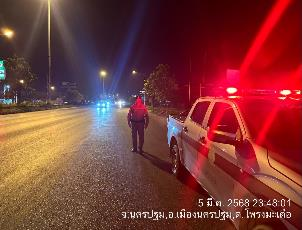 5 มี.ค. 2568 23:48:01
จ.นครปฐม,อ.เมืองนครปฐม,ต.โพรงมะเดื่อ